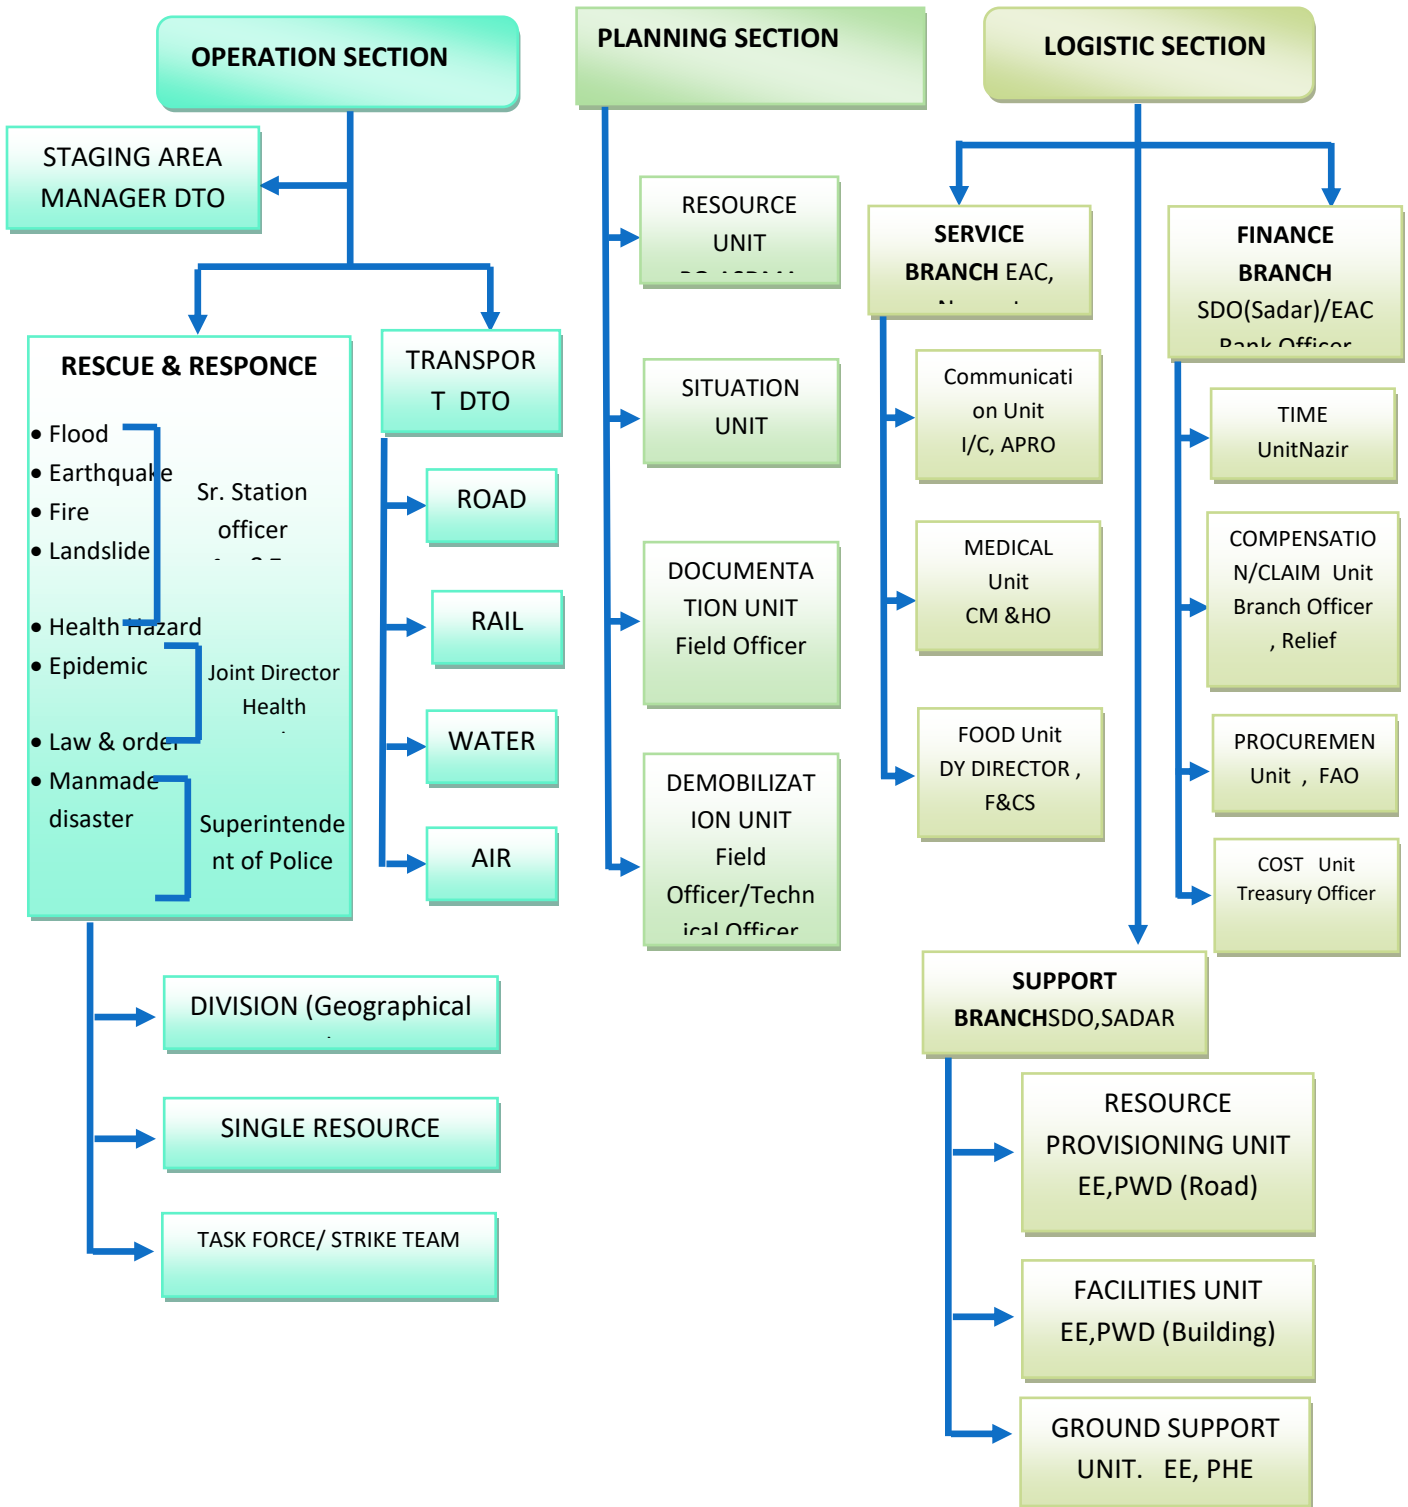 OPERATION SECTION
STAGING AREA
MANAGER DTO
RESCUE & RESPONCE
• Flood
• Earthquake
• Fire
• Landslide
Sr. Station
officer
• Health Hazard
• Epidemic
Joint Director
Health
• Law & order
• Manmade
disaster
Superintende
nt of Police
TRANSPOR
T DTO
ROAD
RAIL
WATER
AIR
DIVISION (Geographical
SINGLE RESOURCE
TASK FORCE/ STRIKE TEAM
PLANNING SECTION
RESOURCE
UNIT
SITUATION
UNIT
DOCUMENTA
TION UNIT
Field Officer
DEMOBILIZAT
ION UNIT
Field
Officer/Techn
ical Officer
LOGISTIC SECTION
SERVICE
BRANCH EAC,
Communicati
on Unit
I/C, APRO
MEDICAL
Unit
CM &HO
FOOD Unit
DY DIRECTOR ,
F&CS
FINANCE
BRANCH
SDO(Sadar)/EAC
Bank Officer
TIME
UnitNazir
COMPENSATIO
N/CLAIM Unit
Branch Officer
, Relief
PROCUREMEN
Unit , FAO
COST Unit
Treasury Officer
SUPPORT
BRANCHSDO,SADAR
RESOURCE
PROVISIONING UNIT
EE,PWD (Road)
FACILITIES UNIT
EE,PWD (Building)
GROUND SUPPORT
UNIT. EE, PHE